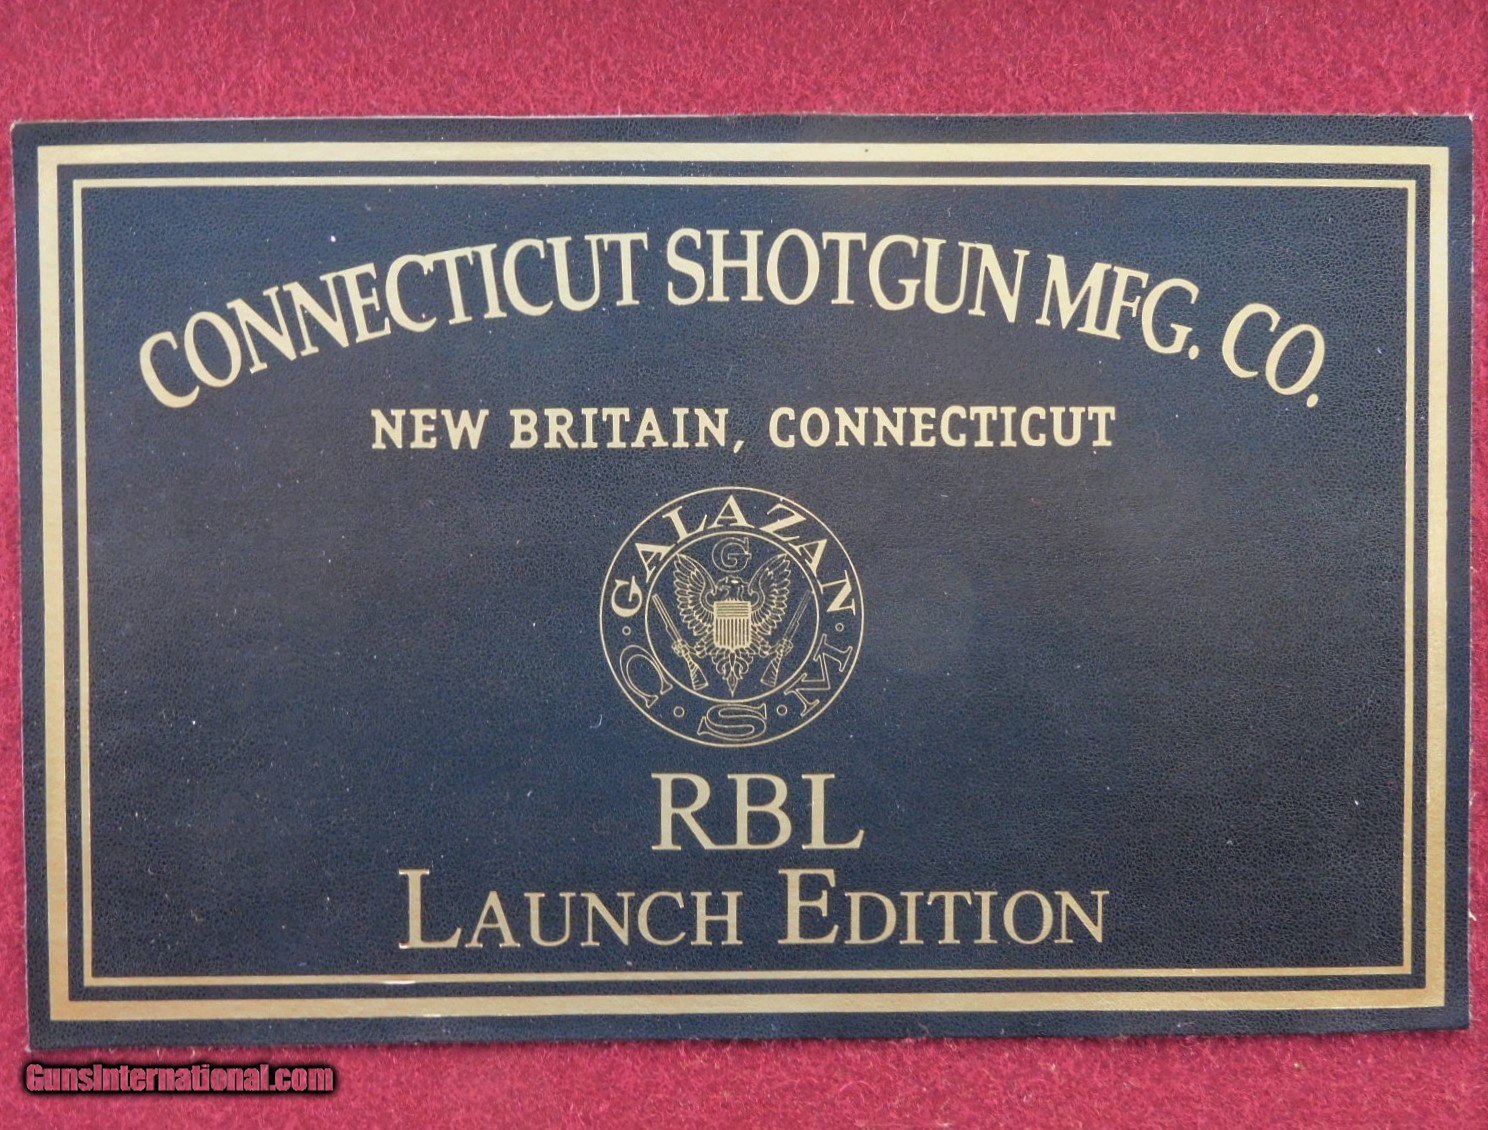 CONNECTICUT SHOTGUN MFG. CO.
NEW BRITAIN, CONNECTICUT
GALAZAN
G
C · S · M
RBL
LAUNCH EDITION
GunsInternational.com